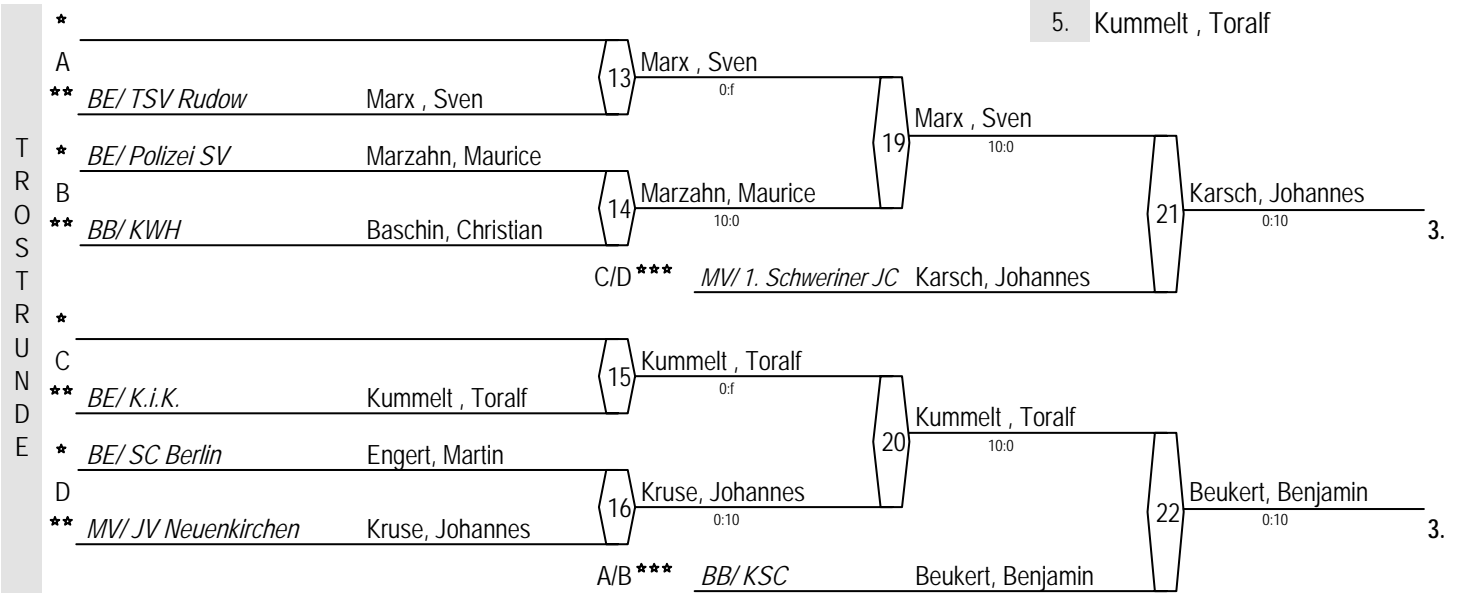 ★
5. Kummelt , Toralf
A
13 Marx , Sven
0:f
★★ BE/ TSV Rudow Marx , Sven
19 Marx , Sven
10:0
★ BE/ Polizei SV Marzahn, Maurice
B
14 Marzahn, Maurice
10:0
21 Karsch, Johannes
0:10
3.
★★ BB/ KWH Baschin, Christian
C/D ★★★ MV/ 1. Schweriner JC Karsch, Johannes
TROSTRUNDE
★
C
15 Kummelt , Toralf
0:f
★★ BE/ K.i.K. Kummelt , Toralf
20 Kummelt , Toralf
10:0
★ BE/ SC Berlin Engert, Martin
D
16 Kruse, Johannes
0:10
22 Beukert, Benjamin
0:10
3.
★★ MV/ JV Neuenkirchen Kruse, Johannes
A/B ★★★ BB/ KSC Beukert, Benjamin